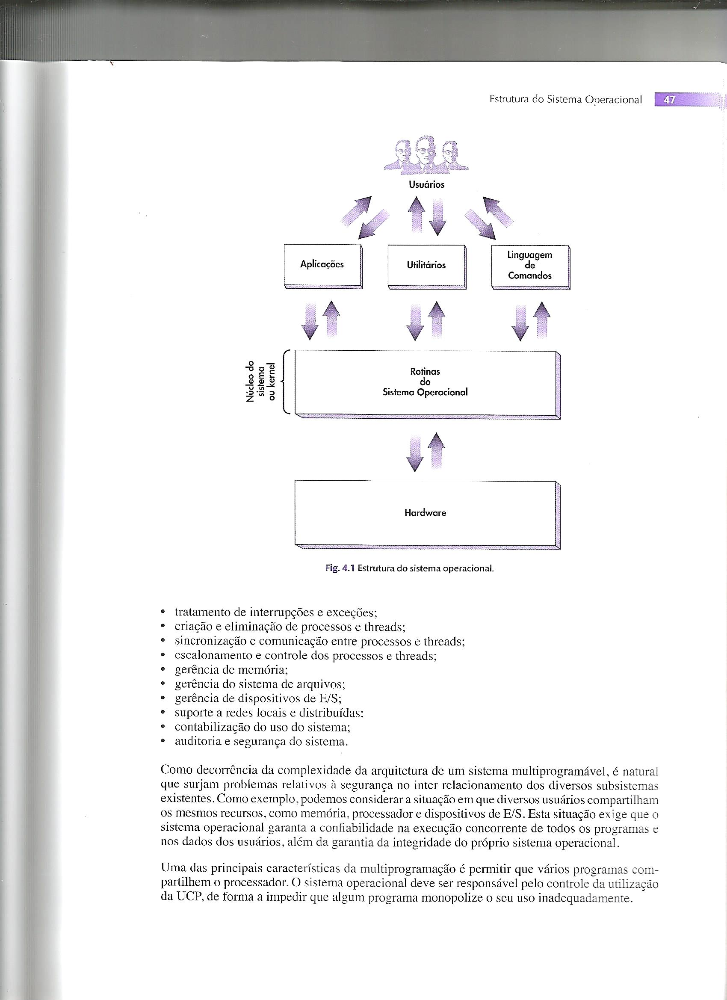 Estrutura do Sistema Operacional 47
Usuários
Aplicações
Utilitários
Linguagem
de
Comandos
Núcleo do
sistema
ou kernel
Rotinas
do
Sistema Operacional
Hardware
Fig. 4.1 Estrutura do sistema operacional.
• tratamento de interrupções e exceções;
• criação e eliminação de processos e threads;
• sincronização e comunicação entre processos e threads;
• escalonamento e controle dos processos e threads;
• gerência de memória;
• gerência do sistema de arquivos;
• gerência de dispositivos de E/S;
• suporte a redes locais e distribuídas;
• contabilização do uso do sistema;
• auditoria e segurança do sistema.
Como decorrência da complexidade da arquitetura de um sistema multiprogramável, é natural
que surjam problemas relativos à segurança no inter-relacionamento dos diversos subsistemas
existentes. Como exemplo, podemos considerar a situação em que diversos usuários compartilham
os mesmos recursos, como memória, processador e dispositivos de E/S. Esta situação exige que o
sistema operacional garanta a confiabilidade na execução concorrente de todos os programas e
nos dados dos usuários, além da garantia da integridade do próprio sistema operacional.
Uma das principais características da multiprogramação é permitir que vários programas com-
partilhem o processador. O sistema operacional deve ser responsável pelo controle da utilização
da UCP, de forma a impedir que algum programa monopolize o seu uso inadequadamente.